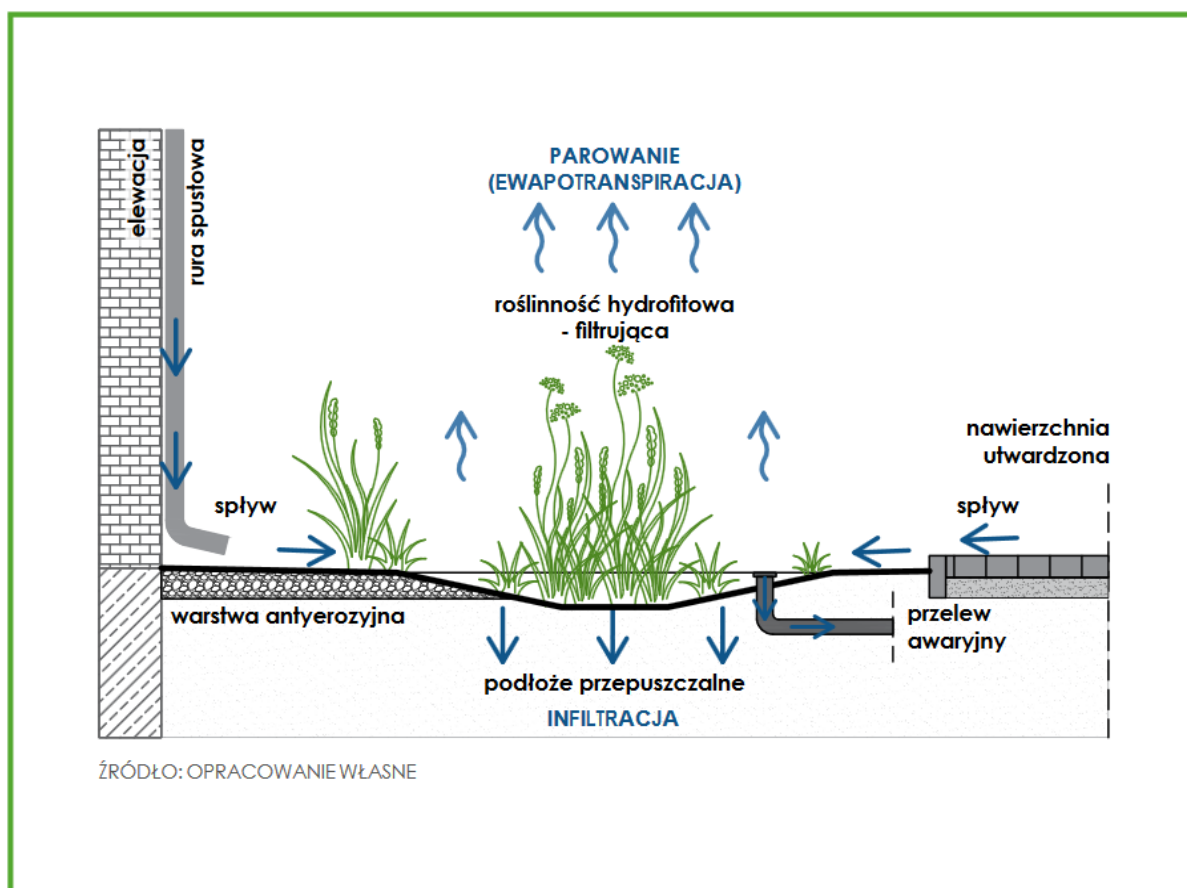 elewacja
rura spustowa
PAROWANIE
(EWAPOTRANSPIRACJA)
roślinność hydrofitowa
- filtrująca
nawierzchnia
utwardzona
spływ
spływ
warstwa antyerozyjna
przelew
awaryjny
podłoże przepuszczalne
INFILTRACJA
ŹRÓDŁO: OPRACOWANIE WŁASNE